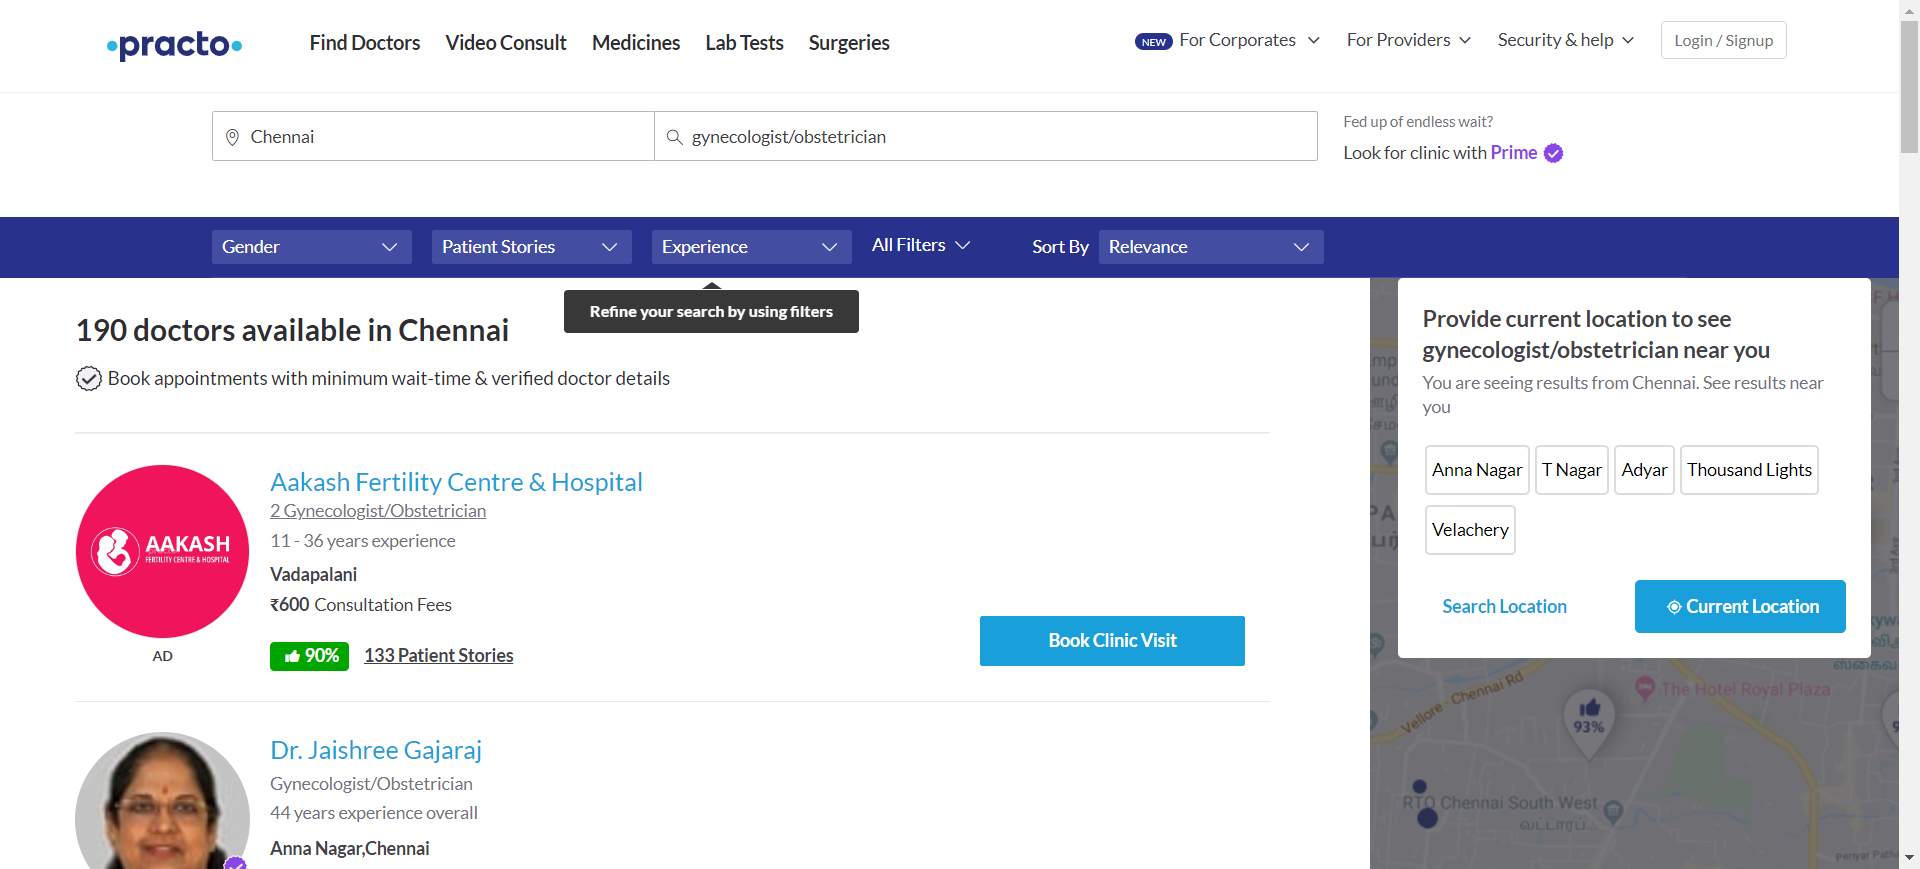 practo
Find Doctors
Video Consult
Medicines
Lab Tests
Surgeries
NEW For Corporates
For Providers
Security & help
Login / Signup
Chennai
gynecologist/obstetrician
Fed up of endless wait?
Look for clinic with Prime
Gender
Patient Stories
Experience
All Filters
Sort By
Relevance
Refine your search by using filters
190 doctors available in Chennai
Book appointments with minimum wait-time & verified doctor details
AAKASH
FERTILITY CENTRE & HOSPITAL
AD
Aakash Fertility Centre & Hospital
2 Gynecologist/Obstetrician
11 - 36 years experience
Vadapalani
₹600 Consultation Fees
90%
133 Patient Stories
Book Clinic Visit
Dr. Jaishree Gajaraj
Gynecologist/Obstetrician
44 years experience overall
Anna Nagar,Chennai
Provide current location to see
gynecologist/obstetrician near you
You are seeing results from Chennai. See results near
you
Anna Nagar
T Nagar
Adyar
Thousand Lights
Velachery
Search Location
Current Location
Vellore - Chennai Rd
The Hotel Royal Plaza
93%
RTO Chennai South West
வட்டாரப்...
Periyar Patha